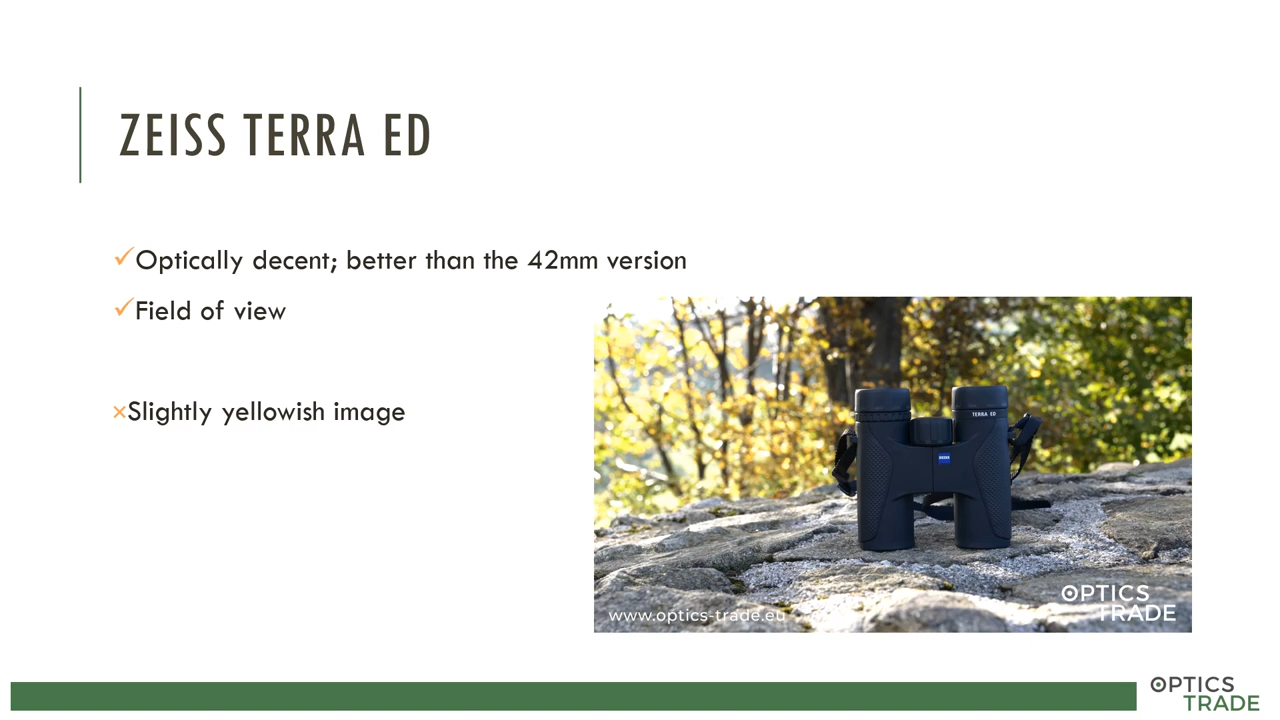 ZEISS TERRA ED
✓Optically decent; better than the 42mm version
✓Field of view
×Slightly yellowish image
TERRA ED
ZEISS
www.optics-trade.eu
OPTICS
TRADE
OPTICS
TRADE